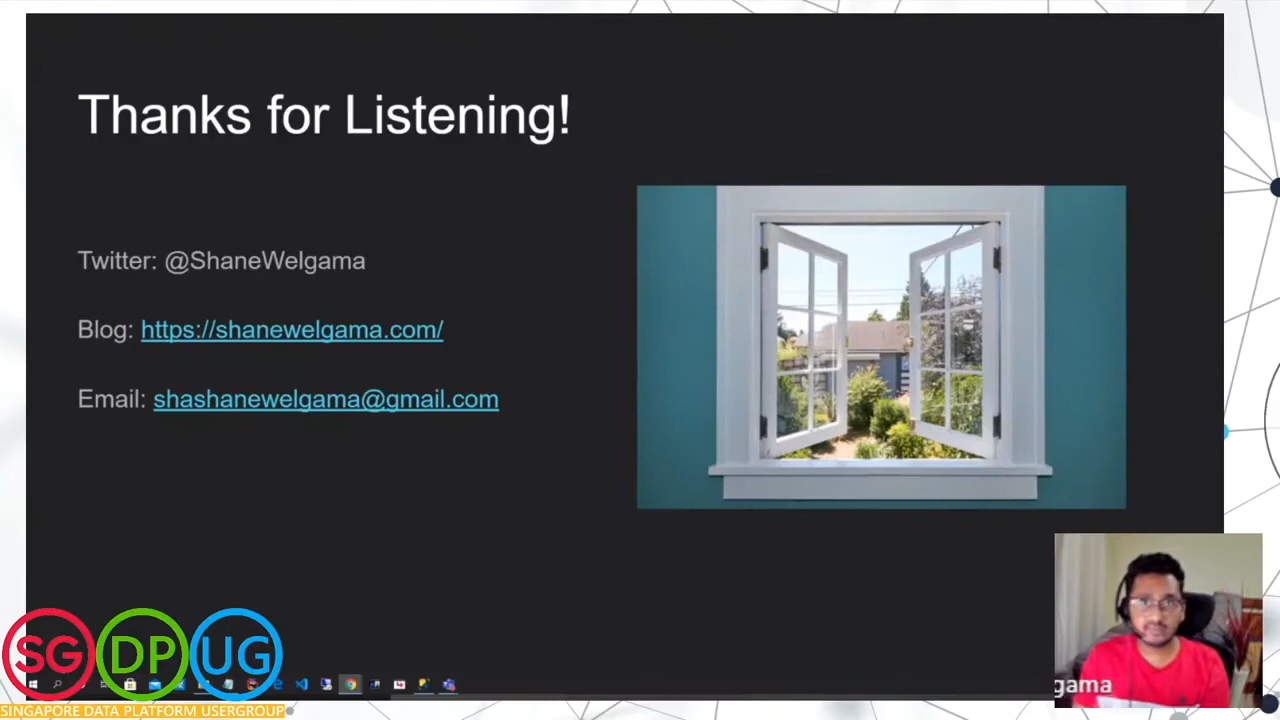 Thanks for Listening!
Twitter: @ShaneWelgama
Blog: https://shanewelgama.com/
Email: shashanewelgama@gmail.com
gama
SG DP UG
SINGAPORE DATA PLATFORM USERGROUP